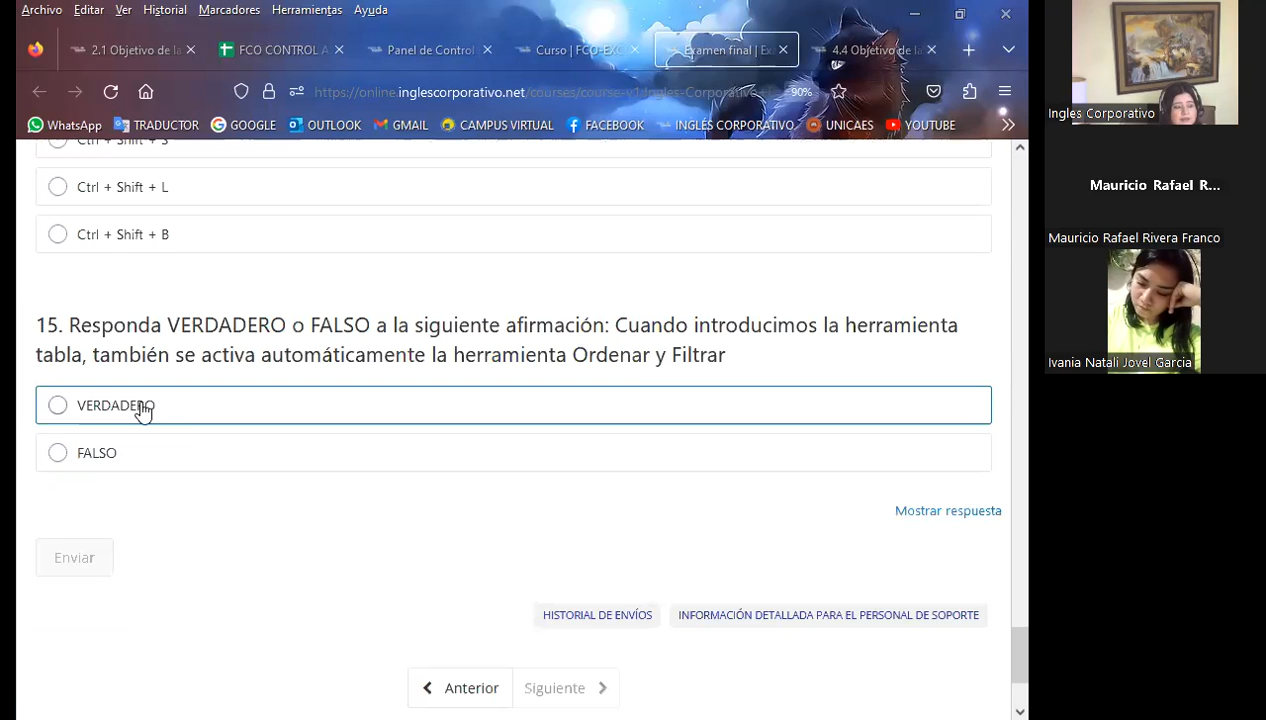 Archivo Editar Ver Historial Marcadores Herramientas Ayuda
2.1 Objetivo de la FCO CONTROL A Panel de Control Curso | FCO-EXC Examen final | Exa 4.4 Objetivo de la
https://online.inglescorporativo.net/courses/course-v1:Ingles-Corporativo+ 90%
WhatsApp TRADUCTOR GOOGLE OUTLOOK GMAIL CAMPUS VIRTUAL FACEBOOK INGLÉS CORPORATIVO UNICAES YOUTUBE
Ctrl + Shift + S
Ctrl + Shift + L
Ctrl + Shift + B
15. Responda VERDADERO o FALSO a la siguiente afirmación: Cuando introducimos la herramienta
tabla, también se activa automáticamente la herramienta Ordenar y Filtrar
VERDADERO
FALSO
Mostrar respuesta
Enviar
HISTORIAL DE ENVÍOS INFORMACIÓN DETALLADA PARA EL PERSONAL DE SOPORTE
Anterior Siguiente
Ingles Corporativo
Mauricio Rafael R...
Mauricio Rafael Rivera Franco
Ivania Natali Jovel Garcia